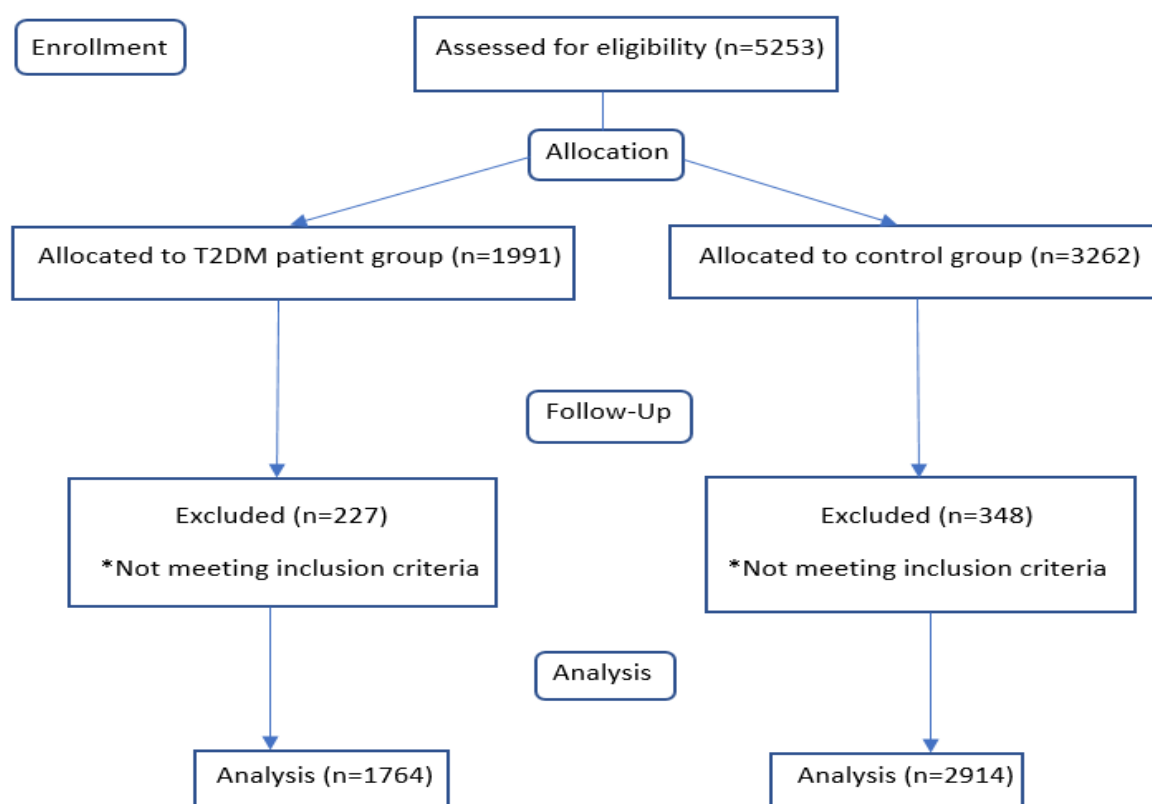 Enrollment
Assessed for eligibility (n=5253)
Allocation
Allocated to T2DM patient group (n=1991)
Allocated to control group (n=3262)
Follow-Up
Excluded (n=227)
*Not meeting inclusion criteria
Excluded (n=348)
*Not meeting inclusion criteria
Analysis
Analysis (n=1764)
Analysis (n=2914)